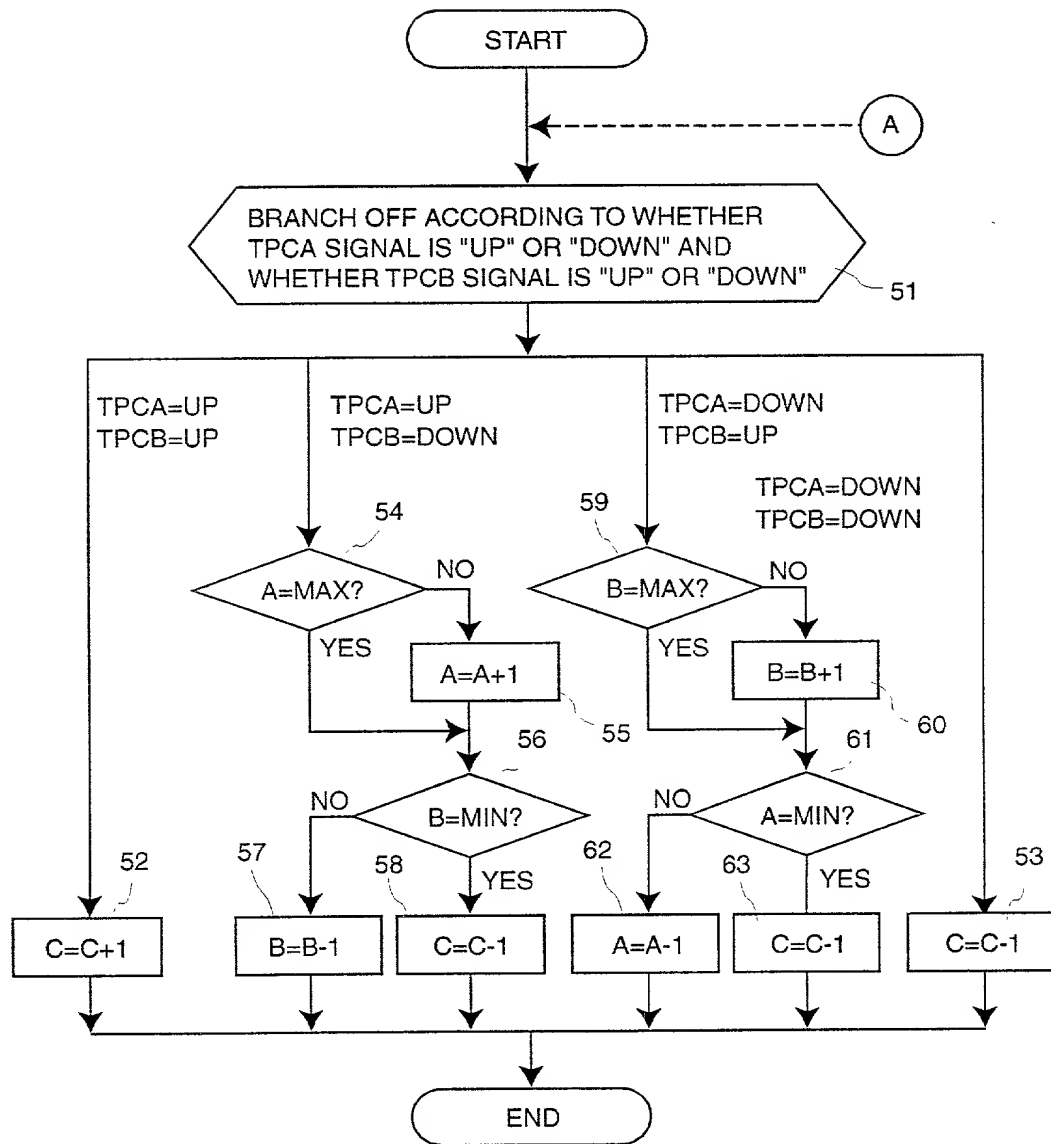 START
A
BRANCH OFF ACCORDING TO WHETHER
TPCA SIGNAL IS "UP" OR "DOWN" AND
WHETHER TPCB SIGNAL IS "UP" OR "DOWN"
51
TPCA=UP
TPCB=UP
TPCA=UP
TPCB=DOWN
TPCA=DOWN
TPCB=UP
TPCA=DOWN
TPCB=DOWN
54
A=MAX?
NO
YES
59
B=MAX?
NO
YES
A=A+1
55
B=B+1
60
56
B=MIN?
NO
YES
61
A=MIN?
NO
YES
52
C=C+1
57
B=B-1
58
C=C-1
62
A=A-1
63
C=C-1
53
C=C-1
END